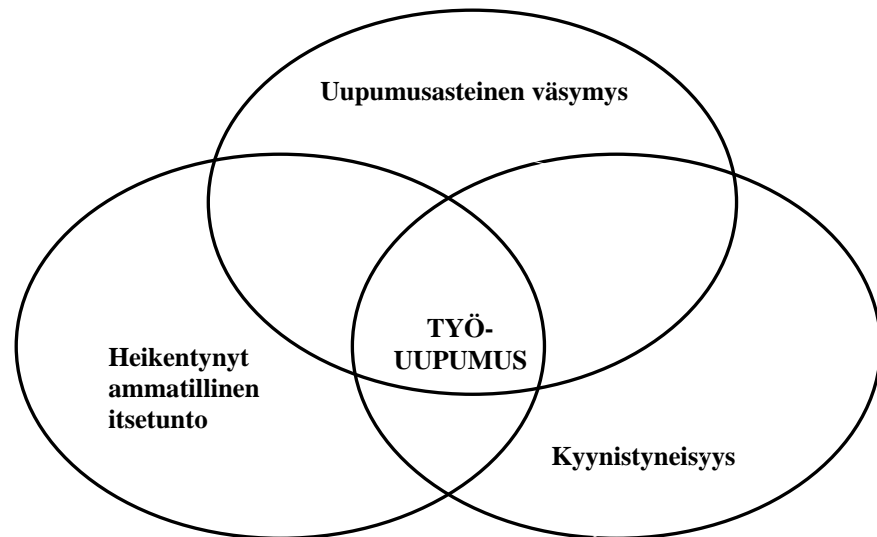 Uupumusasteinen väsymys
TYÖ-
UUPUMUS
Heikentynyt
ammatillinen
itsetunto
Kyynistyneisyys